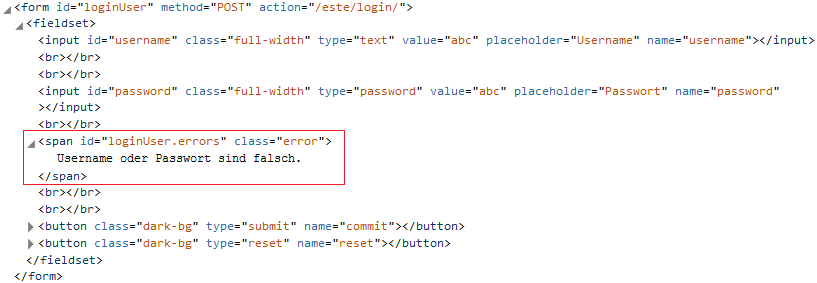 <form id="loginUser" method="POST" action="/este/login/">
<fieldset>
<input id="username" class="full-width" type="text" value="abc" placeholder="Username" name="username"></input>
<br></br>
<br></br>
<input id="password" class="full-width" type="password" value="abc" placeholder="Passwort" name="password"
></input>
<br></br>
<span id="loginUser.errors" class="error">
Username oder Passwort sind falsch.
</span>
<br></br>
<br></br>
<button class="dark-bg" type="submit" name="commit"></button>
<button class="dark-bg" type="reset" name="reset"></button>
</fieldset>
</form>